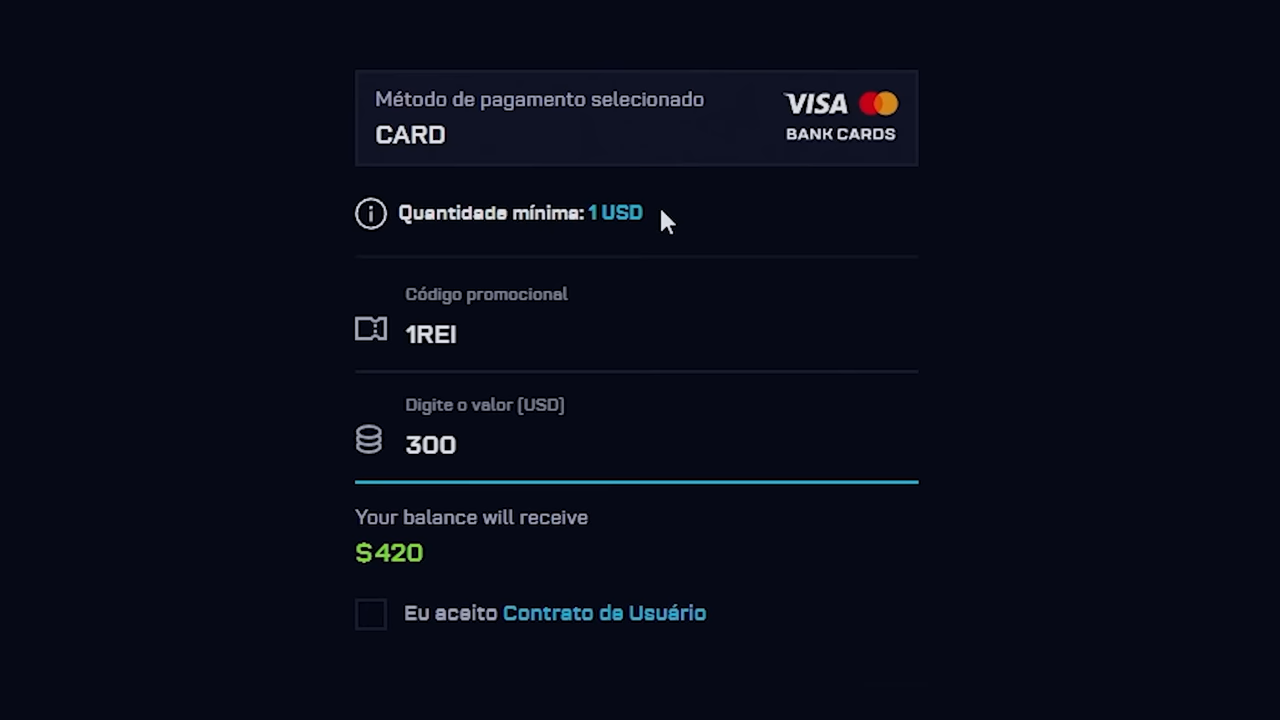 Método de pagamento selecionado
CARD
VISA
BANK CARDS
Quantidade mínima: 1 USD
Código promocional
1REI
Digite o valor [USD]
300
Your balance will receive
$420
Eu aceito Contrato de Usuário